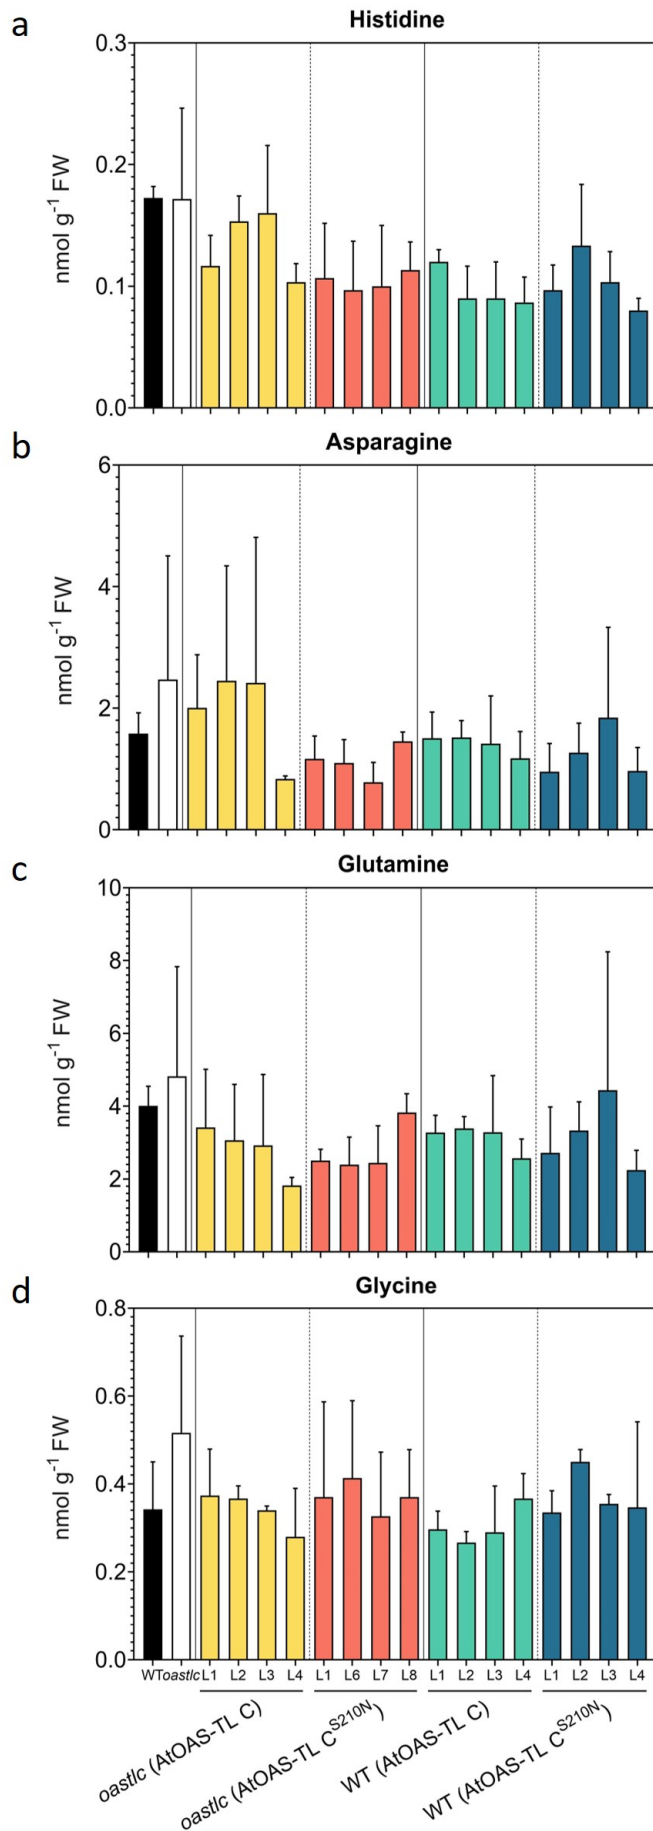 a
Histidine
0.3
0.2
0.1
0.0
nmol g⁻¹ FW
b
Asparagine
6
4
2
0
nmol g⁻¹ FW
c
Glutamine
10
8
6
4
2
0
nmol g⁻¹ FW
d
Glycine
0.8
0.6
0.4
0.2
0.0
nmol g⁻¹ FW
WT oastlc L1 L2 L3 L4 L1 L6 L7 L8 L1 L2 L3 L4 L1 L2 L3 L4
oastlc (AtOAS-TL C)
oastlc (AtOAS-TL C^S210N)
WT (AtOAS-TL C)
WT (AtOAS-TL C^S210N)